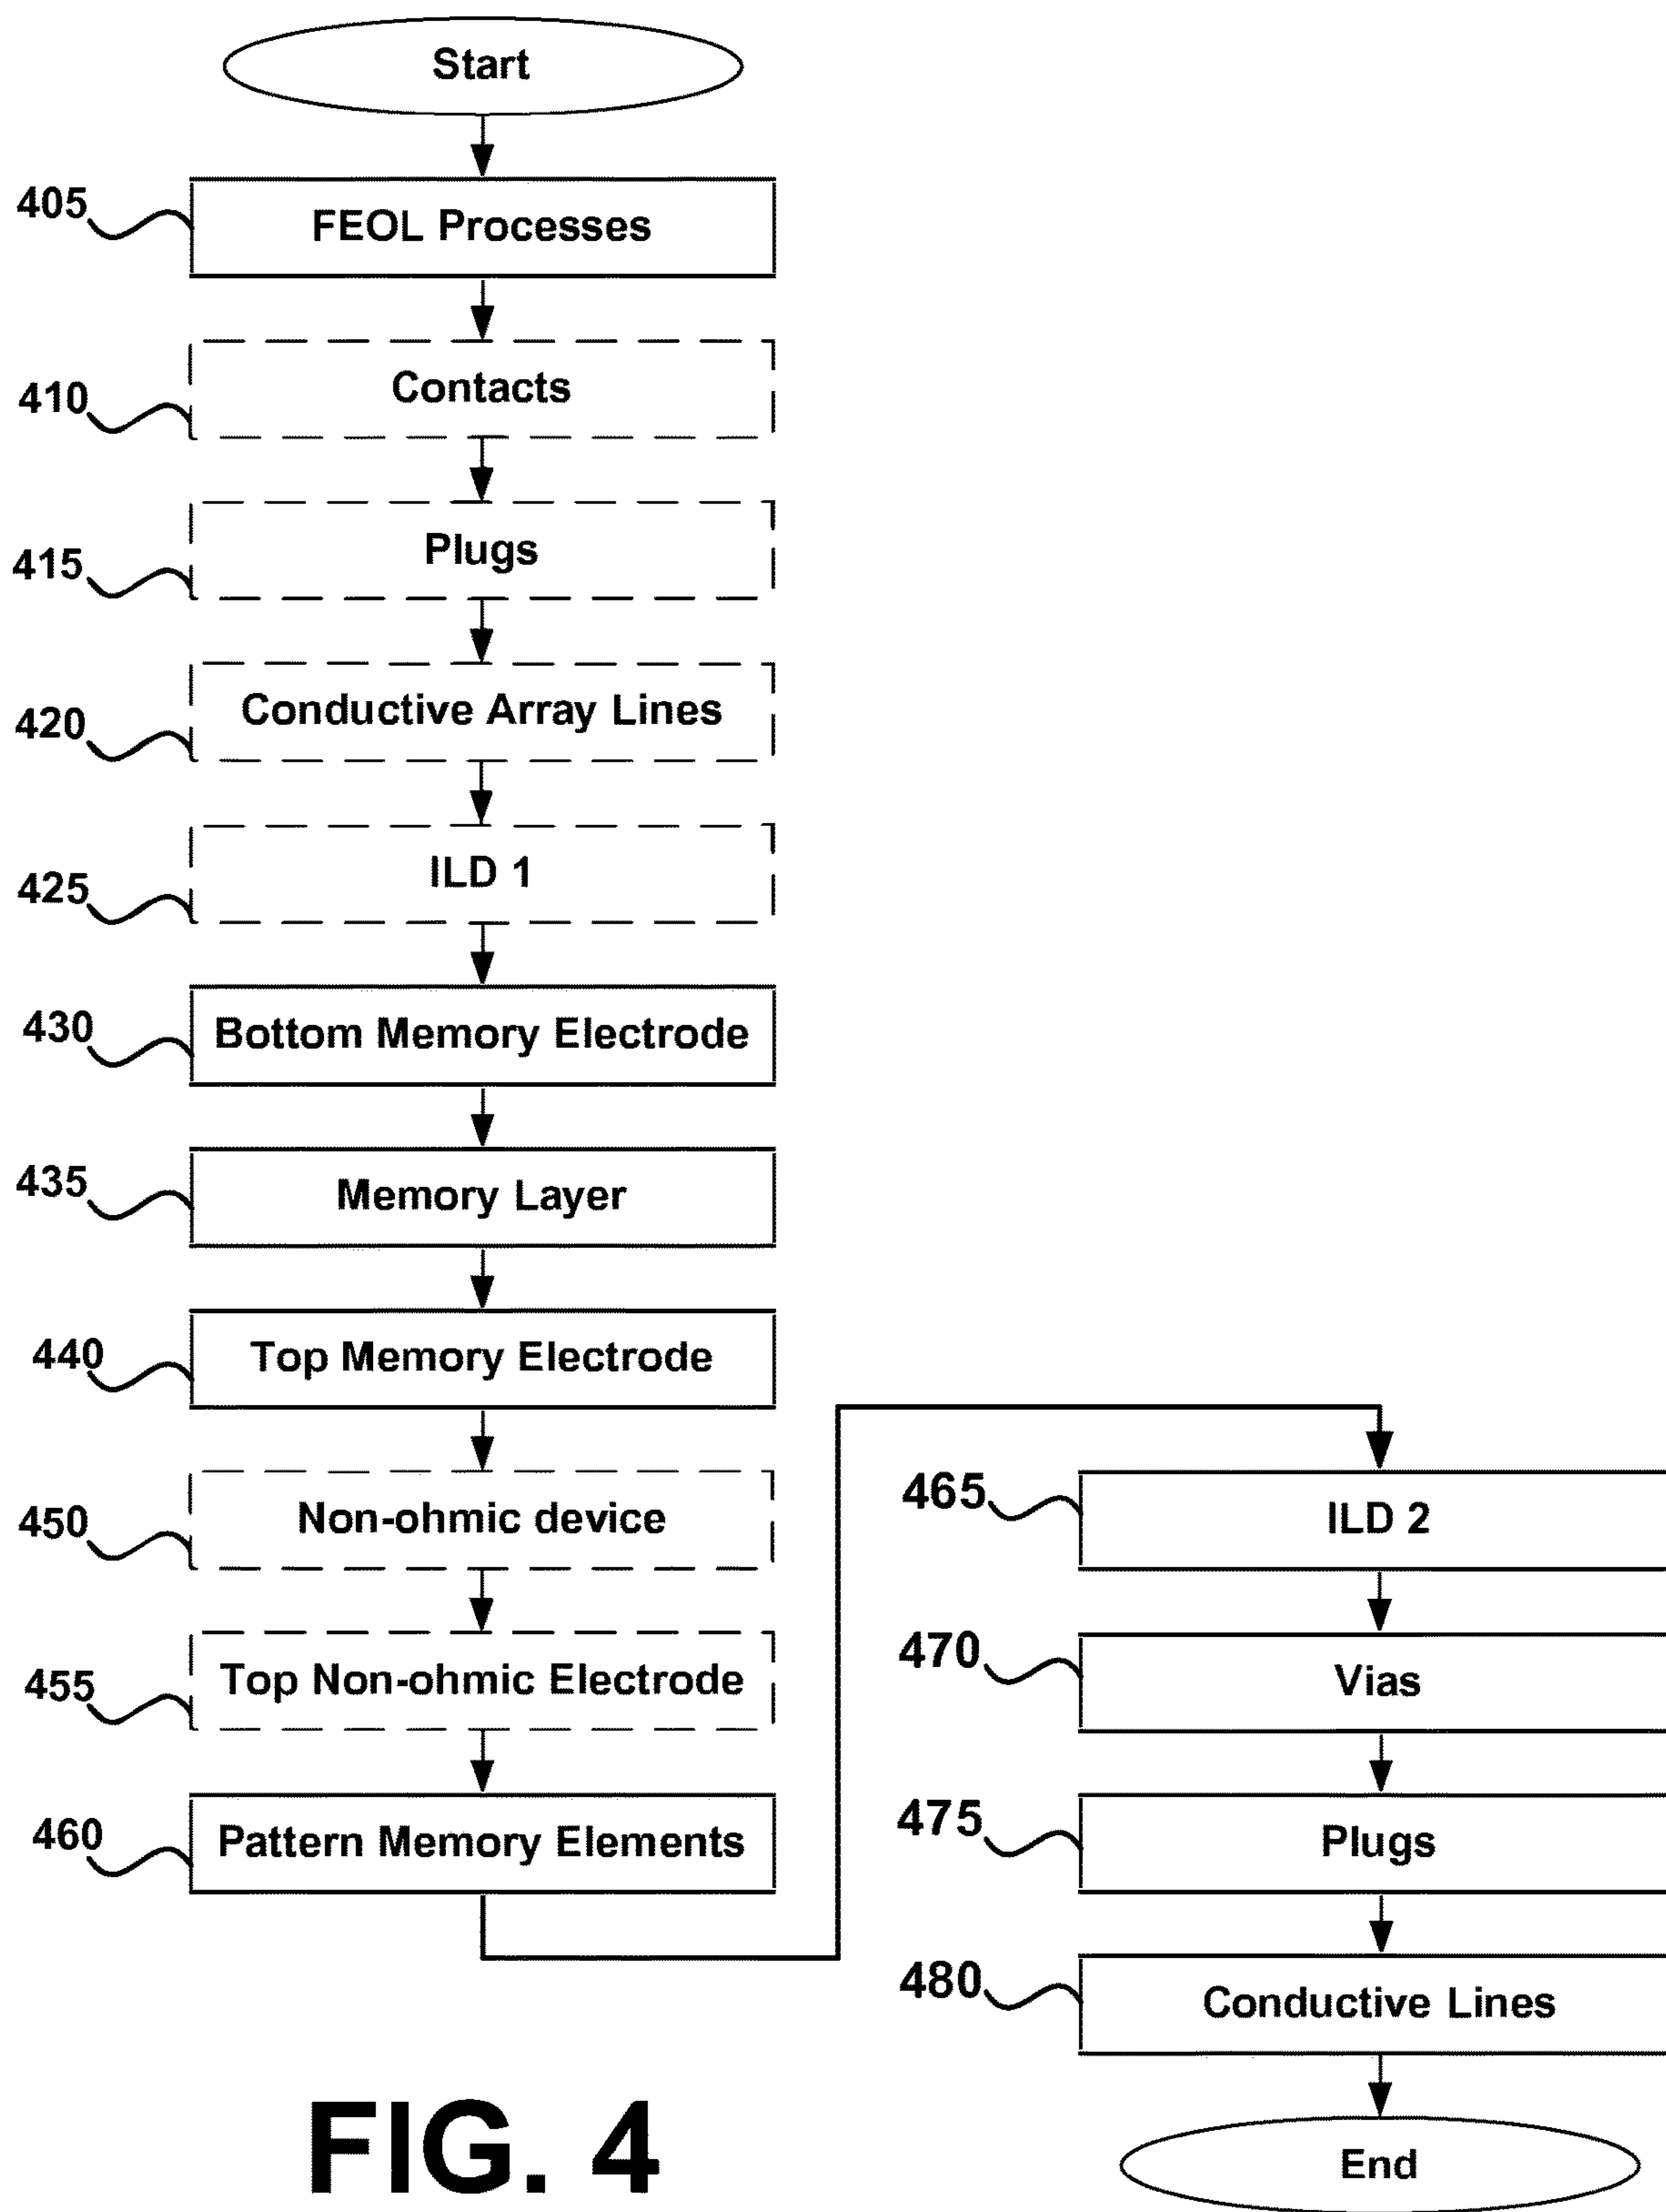 Start
405
FEOL Processes
410
Contacts
415
Plugs
420
Conductive Array Lines
425
ILD 1
430
Bottom Memory Electrode
435
Memory Layer
440
Top Memory Electrode
450
Non-ohmic device
455
Top Non-ohmic Electrode
460
Pattern Memory Elements
465
ILD 2
470
Vias
475
Plugs
480
Conductive Lines
End
FIG. 4